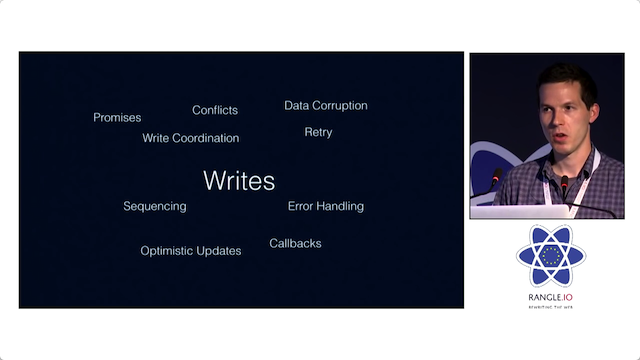 Promises
Conflicts
Data Corruption
Write Coordination
Retry
Writes
Sequencing
Error Handling
Optimistic Updates
Callbacks
RANGLE.IO
REWRITING THE WEB